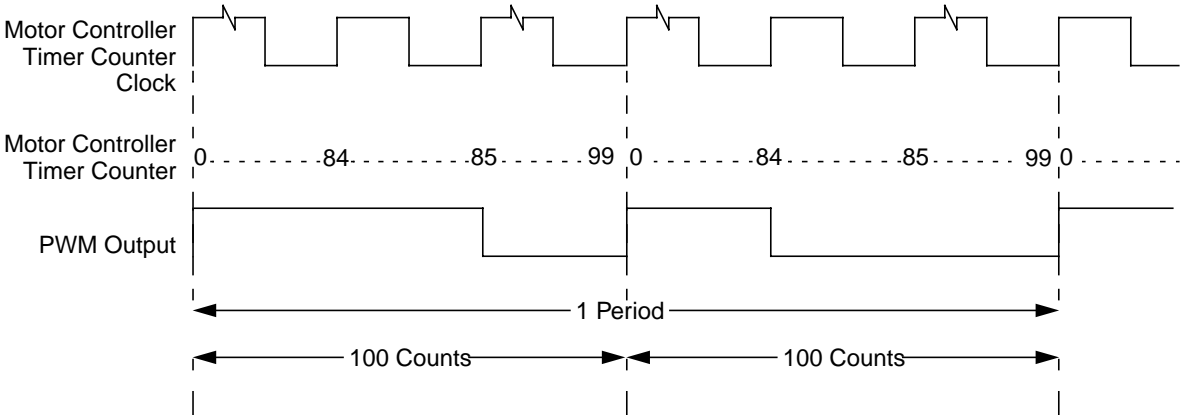 Motor Controller
Timer Counter
Clock
Motor Controller
Timer Counter
0 84 85 99 0 84 85 99 0
PWM Output
1 Period
100 Counts 100 Counts